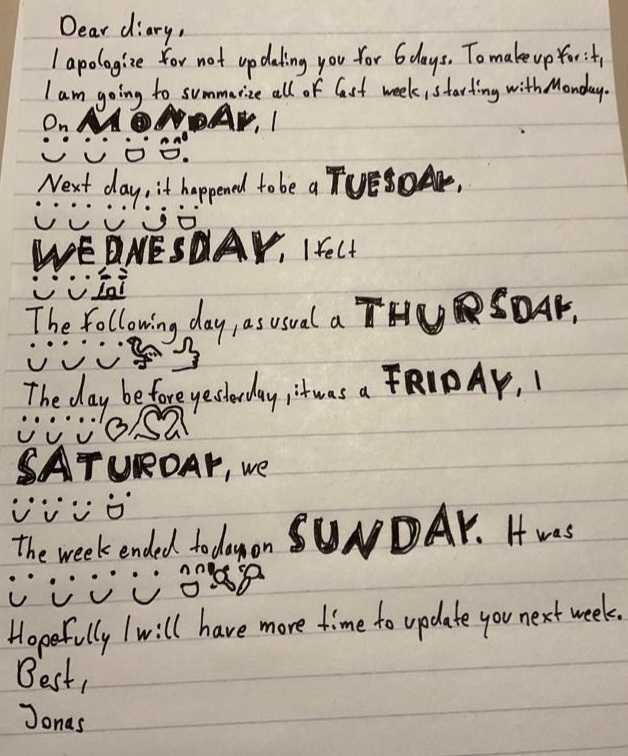 Dear diary,
I apologize for not updating you for 6 days. To make up for it,
I am going to summarize all of last week, starting with Monday.
On MONDAY, I
Next day, it happened to be a TUESDAY,
WEDNESDAY, I felt
The following day, as usual a THURSDAY,
The day before yesterday, it was a FRIDAY, I
SATURDAY, we
The week ended today on SUNDAY. It was
Hopefully I will have more time to update you next week.
Best,
Jonas